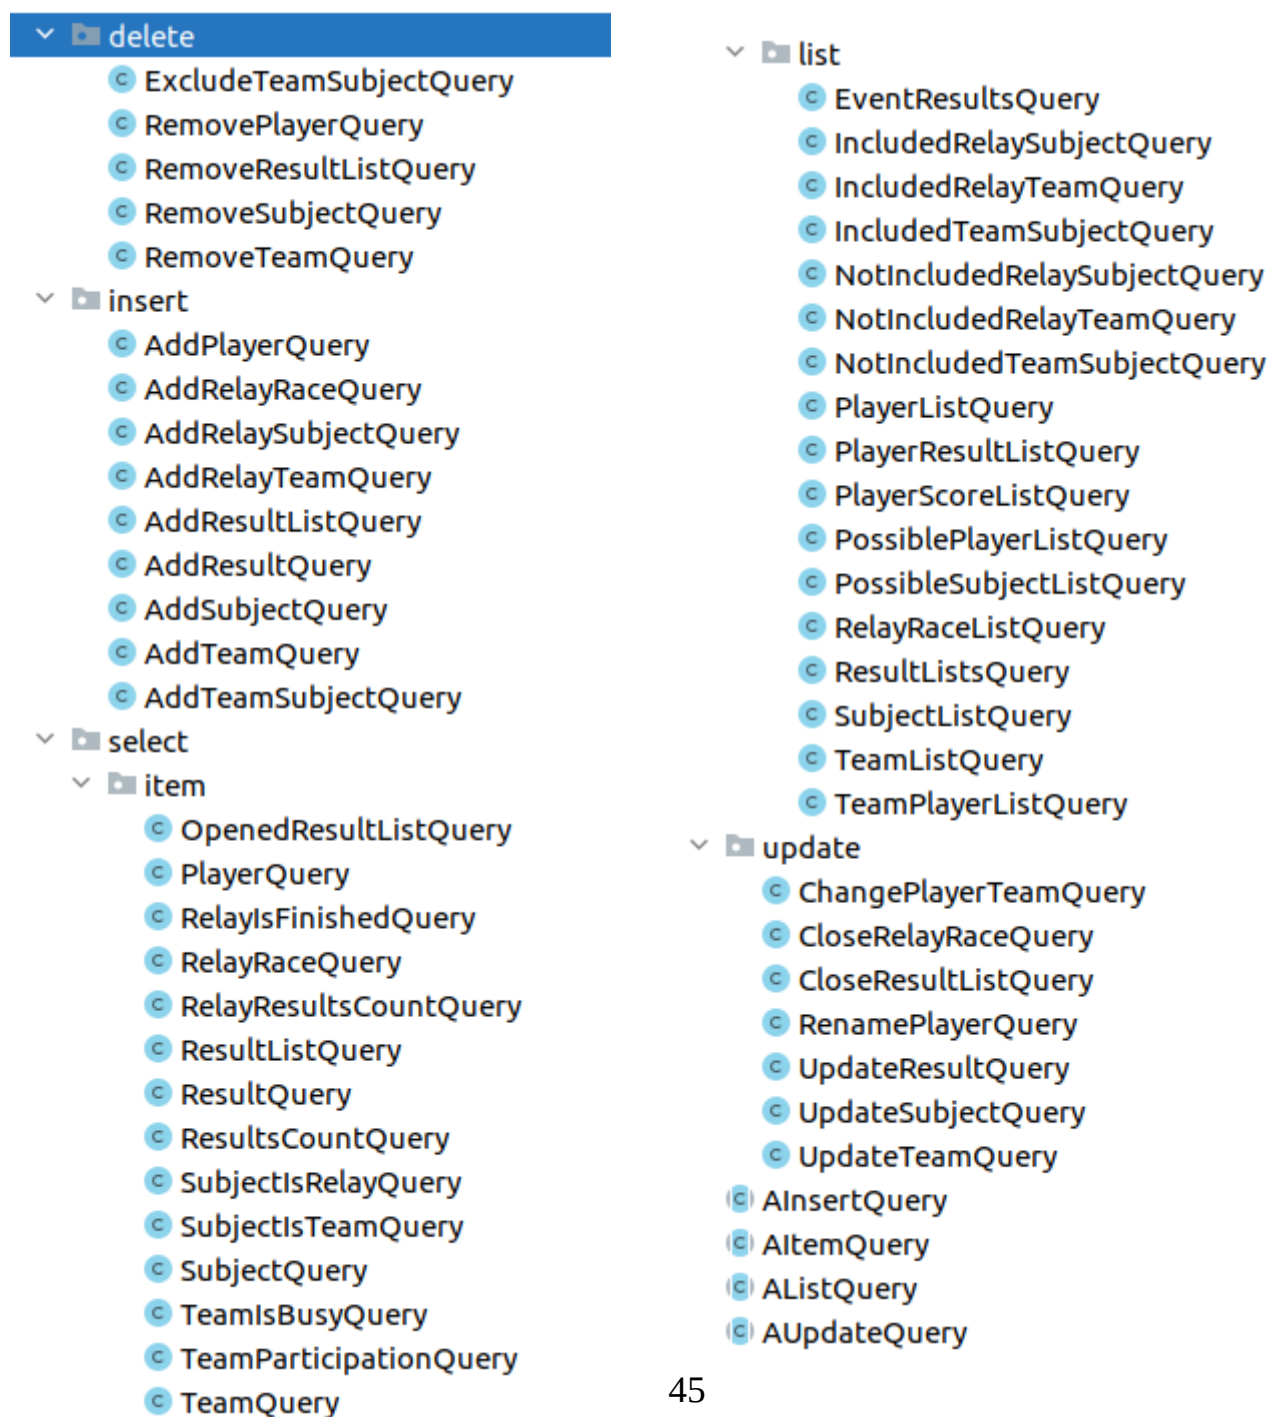 delete
ExcludeTeamSubjectQuery
RemovePlayerQuery
RemoveResultListQuery
RemoveSubjectQuery
RemoveTeamQuery
insert
AddPlayerQuery
AddRelayRaceQuery
AddRelaySubjectQuery
AddRelayTeamQuery
AddResultListQuery
AddResultQuery
AddSubjectQuery
AddTeamQuery
AddTeamSubjectQuery
select
item
OpenedResultListQuery
PlayerQuery
RelayIsFinishedQuery
RelayRaceQuery
RelayResultsCountQuery
ResultListQuery
ResultQuery
ResultsCountQuery
SubjectIsRelayQuery
SubjectIsTeamQuery
SubjectQuery
TeamIsBusyQuery
TeamParticipationQuery
TeamQuery
list
EventResultsQuery
IncludedRelaySubjectQuery
IncludedRelayTeamQuery
IncludedTeamSubjectQuery
NotIncludedRelaySubjectQuery
NotIncludedRelayTeamQuery
NotIncludedTeamSubjectQuery
PlayerListQuery
PlayerResultListQuery
PlayerScoreListQuery
PossiblePlayerListQuery
PossibleSubjectListQuery
RelayRaceListQuery
ResultListsQuery
SubjectListQuery
TeamListQuery
TeamPlayerListQuery
update
ChangePlayerTeamQuery
CloseRelayRaceQuery
CloseResultListQuery
RenamePlayerQuery
UpdateResultQuery
UpdateSubjectQuery
UpdateTeamQuery
AInsertQuery
AItemQuery
AListQuery
AUpdateQuery
45